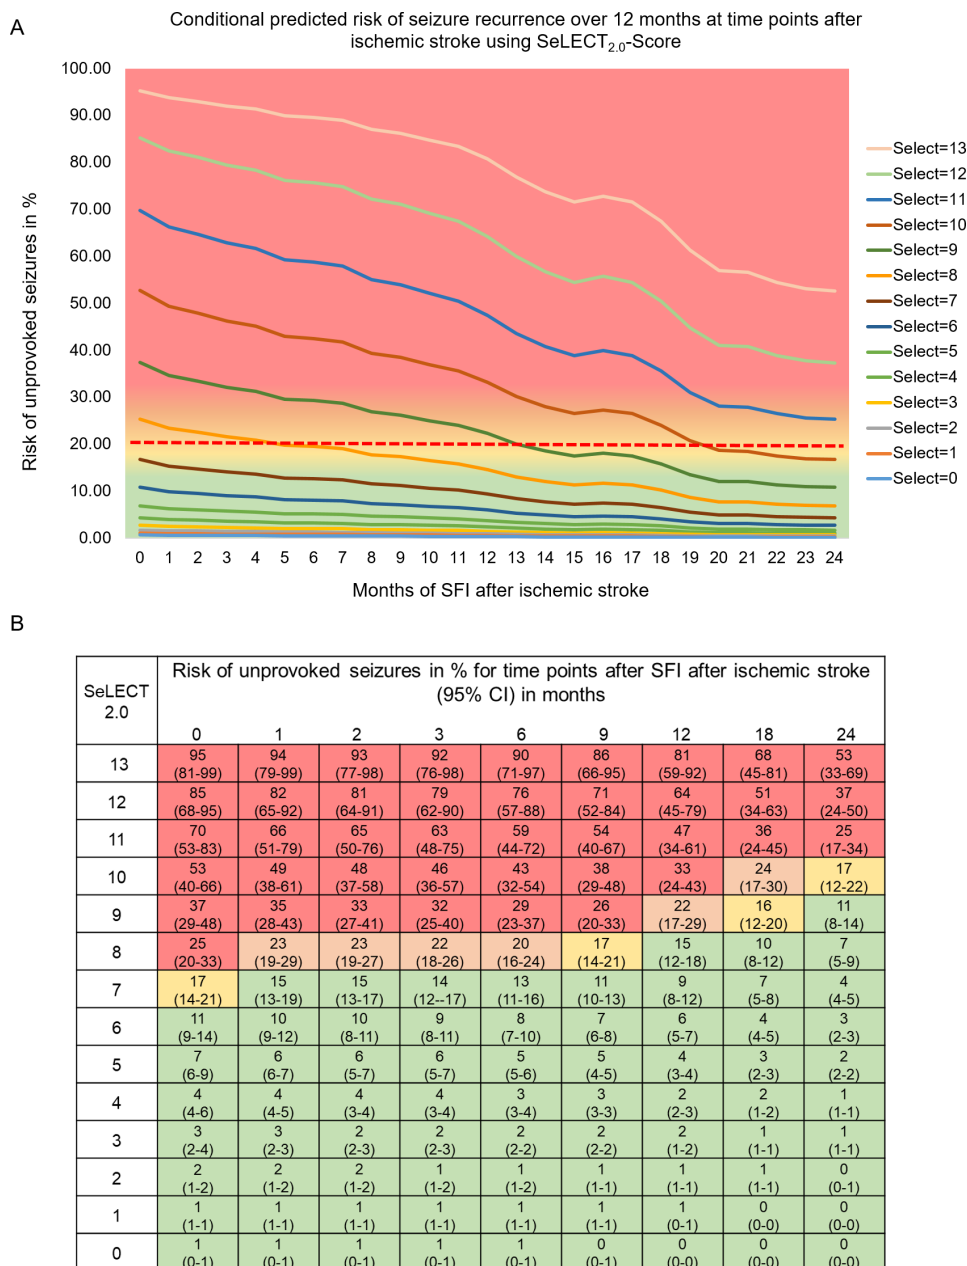 A
Conditional predicted risk of seizure recurrence over 12 months at time points after
ischemic stroke using SeLECT2.0-Score
Risk of unprovoked seizures in %
100.00
90.00
80.00
70.00
60.00
50.00
40.00
30.00
20.00
10.00
0.00
0 1 2 3 4 5 6 7 8 9 10 11 12 13 14 15 16 17 18 19 20 21 22 23 24
Months of SFI after ischemic stroke
Select=13
Select=12
Select=11
Select=10
Select=9
Select=8
Select=7
Select=6
Select=5
Select=4
Select=3
Select=2
Select=1
Select=0
B
SeLECT
2.0
Risk of unprovoked seizures in % for time points after SFI after ischemic stroke
(95% CI) in months
0 1 2 3 6 9 12 18 24
13
95 94 93 92 90 86 81 68 53
(81-99) (79-99) (77-98) (76-98) (71-97) (66-95) (59-92) (45-81) (33-69)
12
85 82 81 79 76 71 64 51 37
(68-95) (65-92) (64-91) (62-90) (57-88) (52-84) (45-79) (34-63) (24-50)
11
70 66 65 63 59 54 47 36 25
(53-83) (51-79) (50-76) (48-75) (44-72) (40-67) (34-61) (24-45) (17-34)
10
53 49 48 46 43 38 33 24 17
(40-66) (38-61) (37-58) (36-57) (32-54) (29-48) (24-43) (17-30) (12-22)
9
37 35 33 32 29 26 22 16 11
(29-48) (28-43) (27-41) (25-40) (23-37) (20-33) (17-29) (12-20) (8-14)
8
25 23 23 22 20 17 15 10 7
(20-33) (19-29) (19-27) (18-26) (16-24) (14-21) (12-18) (8-12) (5-9)
7
17 15 15 14 13 11 9 7 4
(14-21) (13-19) (13-17) (12--17) (11-16) (10-13) (8-12) (5-8) (4-5)
6
11 10 10 9 8 7 6 4 3
(9-14) (9-12) (8-11) (8-11) (7-10) (6-8) (5-7) (4-5) (2-3)
5
7 6 6 6 5 5 4 3 2
(6-9) (6-7) (5-7) (5-7) (5-6) (4-5) (3-4) (2-3) (2-2)
4
4 4 4 3 3 3 2 2 1
(4-6) (4-5) (3-4) (3-4) (3-4) (3-3) (2-3) (1-2) (1-1)
3
3 3 2 2 2 2 2 1 1
(2-4) (2-3) (2-3) (2-3) (2-2) (2-2) (1-2) (1-1) (1-1)
2
2 2 2 1 1 1 1 1 0
(1-2) (1-2) (1-2) (1-2) (1-2) (1-1) (1-1) (1-1) (0-1)
1
1 1 1 1 1 1 1 0 0
(1-1) (1-1) (1-1) (1-1) (1-1) (1-1) (0-1) (0-0) (0-0)
0
1 1 1 1 1 0 0 0 0
(0-1) (0-1) (0-1) (0-1) (0-1) (0-1) (0-0) (0-0) (0-0)